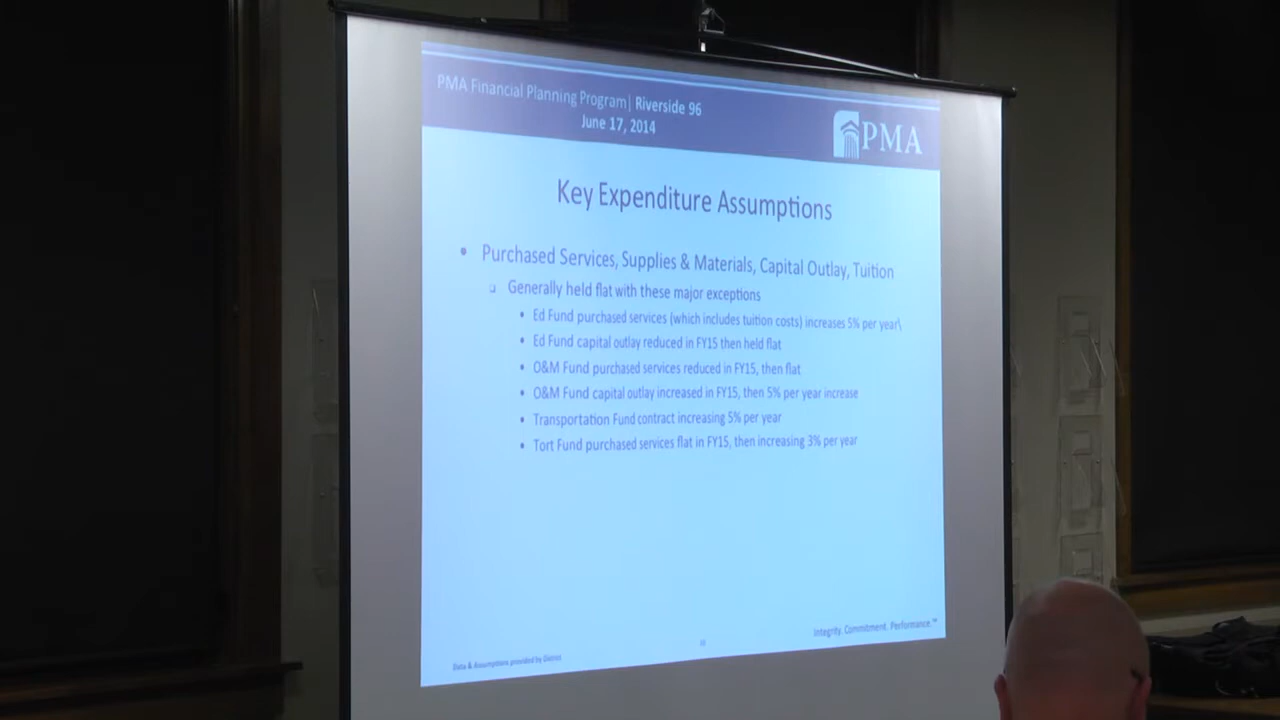 PMA Financial Planning Program| Riverside 96
June 17, 2014
PMA
Key Expenditure Assumptions
• Purchased Services, Supplies & Materials, Capital Outlay, Tuition
❑ Generally held flat with these major exceptions
• Ed Fund purchased services (which includes tuition costs) increases 5% per year\
• Ed Fund capital outlay reduced in FY15 then held flat
• O&M Fund purchased services reduced in FY15, then flat
• O&M Fund capital outlay increased in FY15, then 5% per year increase
• Transportation Fund contract increasing 5% per year
• Tort Fund purchased services flat in FY15, then increasing 3% per year
Integrity. Commitment. Performance.™
Data & Assumptions provided by District